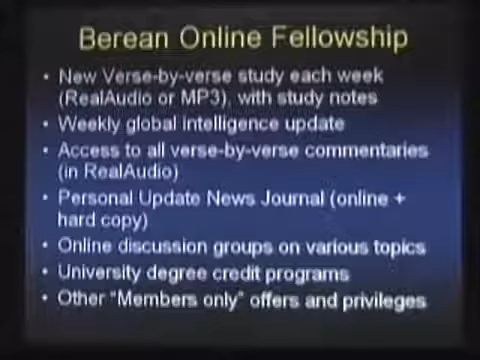 Berean Online Fellowship
• New Verse-by-verse study each week
(RealAudio or MP3), with study notes
• Weekly global intelligence update
• Access to all verse-by-verse commentaries
(in RealAudio)
• Personal Update News Journal (online +
hard copy)
• Online discussion groups on various topics
• University degree credit programs
• Other "Members only" offers and privileges